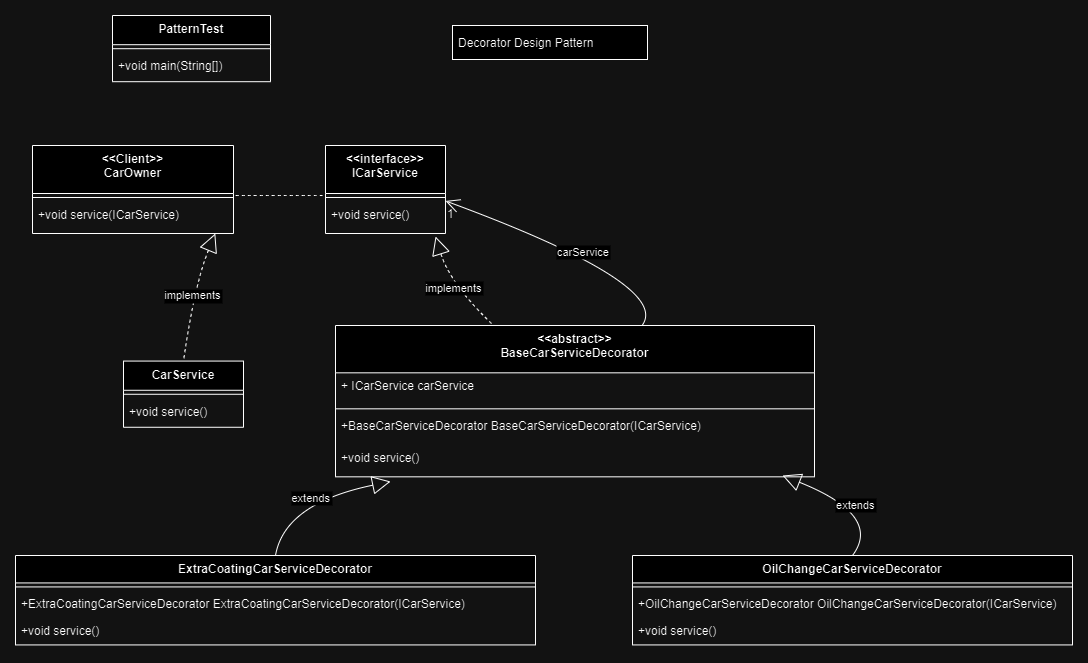 PatternTest
+void main(String[])
Decorator Design Pattern
<<Client>>
CarOwner
+void service(ICarService)
<<interface>>
ICarService
+void service()
1
carService
implements
implements
CarService
+void service()
<<abstract>>
BaseCarServiceDecorator
+ ICarService carService
+BaseCarServiceDecorator BaseCarServiceDecorator(ICarService)
+void service()
extends
extends
ExtraCoatingCarServiceDecorator
+ExtraCoatingCarServiceDecorator ExtraCoatingCarServiceDecorator(ICarService)
+void service()
OilChangeCarServiceDecorator
+OilChangeCarServiceDecorator OilChangeCarServiceDecorator(ICarService)
+void service()